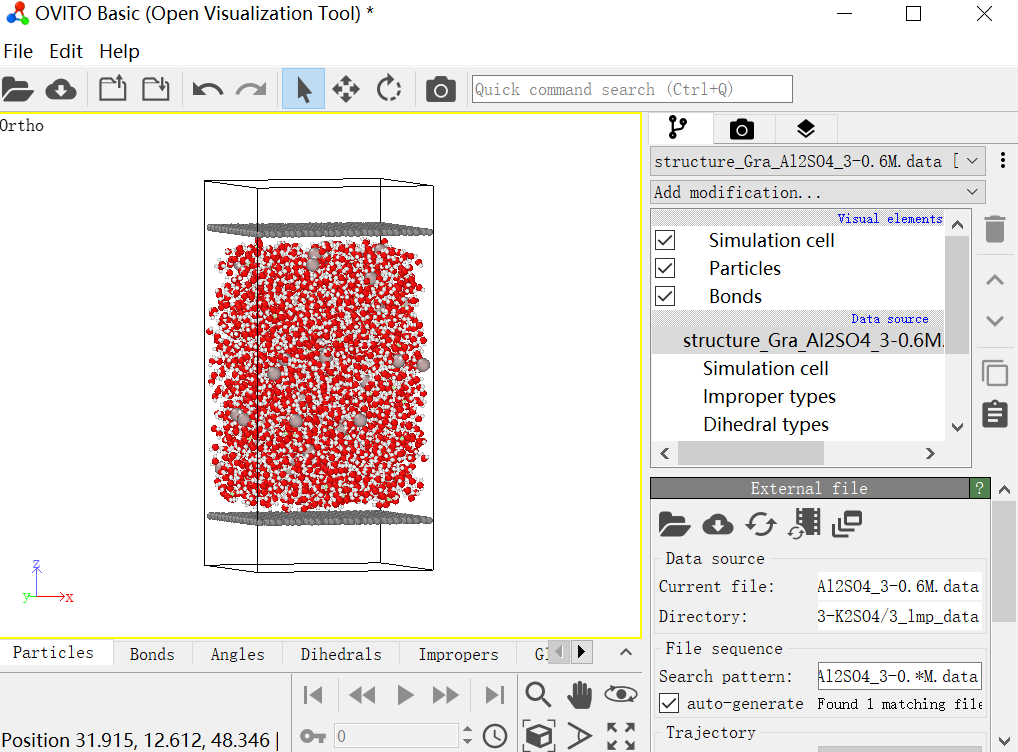 OVITO Basic (Open Visualization Tool) *
File Edit Help
Quick command search (Ctrl+Q)
Ortho
structure_Gra_Al2SO4_3-0.6M.data [
Add modification...
Visual elements
Simulation cell
Particles
Bonds
Data source
structure_Gra_Al2SO4_3-0.6M.
Simulation cell
Improper types
Dihedral types
External file ?
Data source
Current file: Al2SO4_3-0.6M.data
Directory: 3-K2SO4/3_lmp_data
File sequence
Search pattern: Al2SO4_3-0.*M.data
auto-generate Found 1 matching file
Trajectory
z
y x
Particles Bonds Angles Dihedrals Impropers
0
Position 31.915, 12.612, 48.346 |